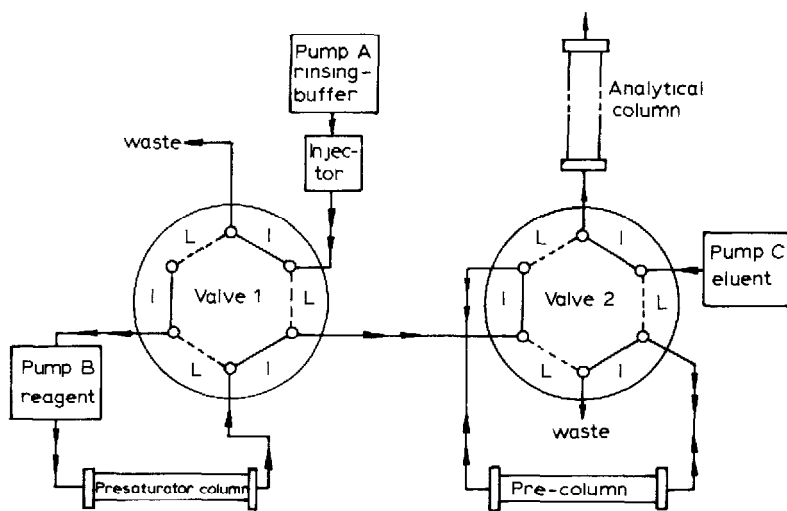 Pump A
rinsing-
buffer
Injec-
tor
waste
Analytical
column
L
I
I
Valve 1
L
L
I
L
I
I
Valve 2
L
L
I
Pump C
eluent
Pump B
reagent
waste
Presaturator column
Pre-column